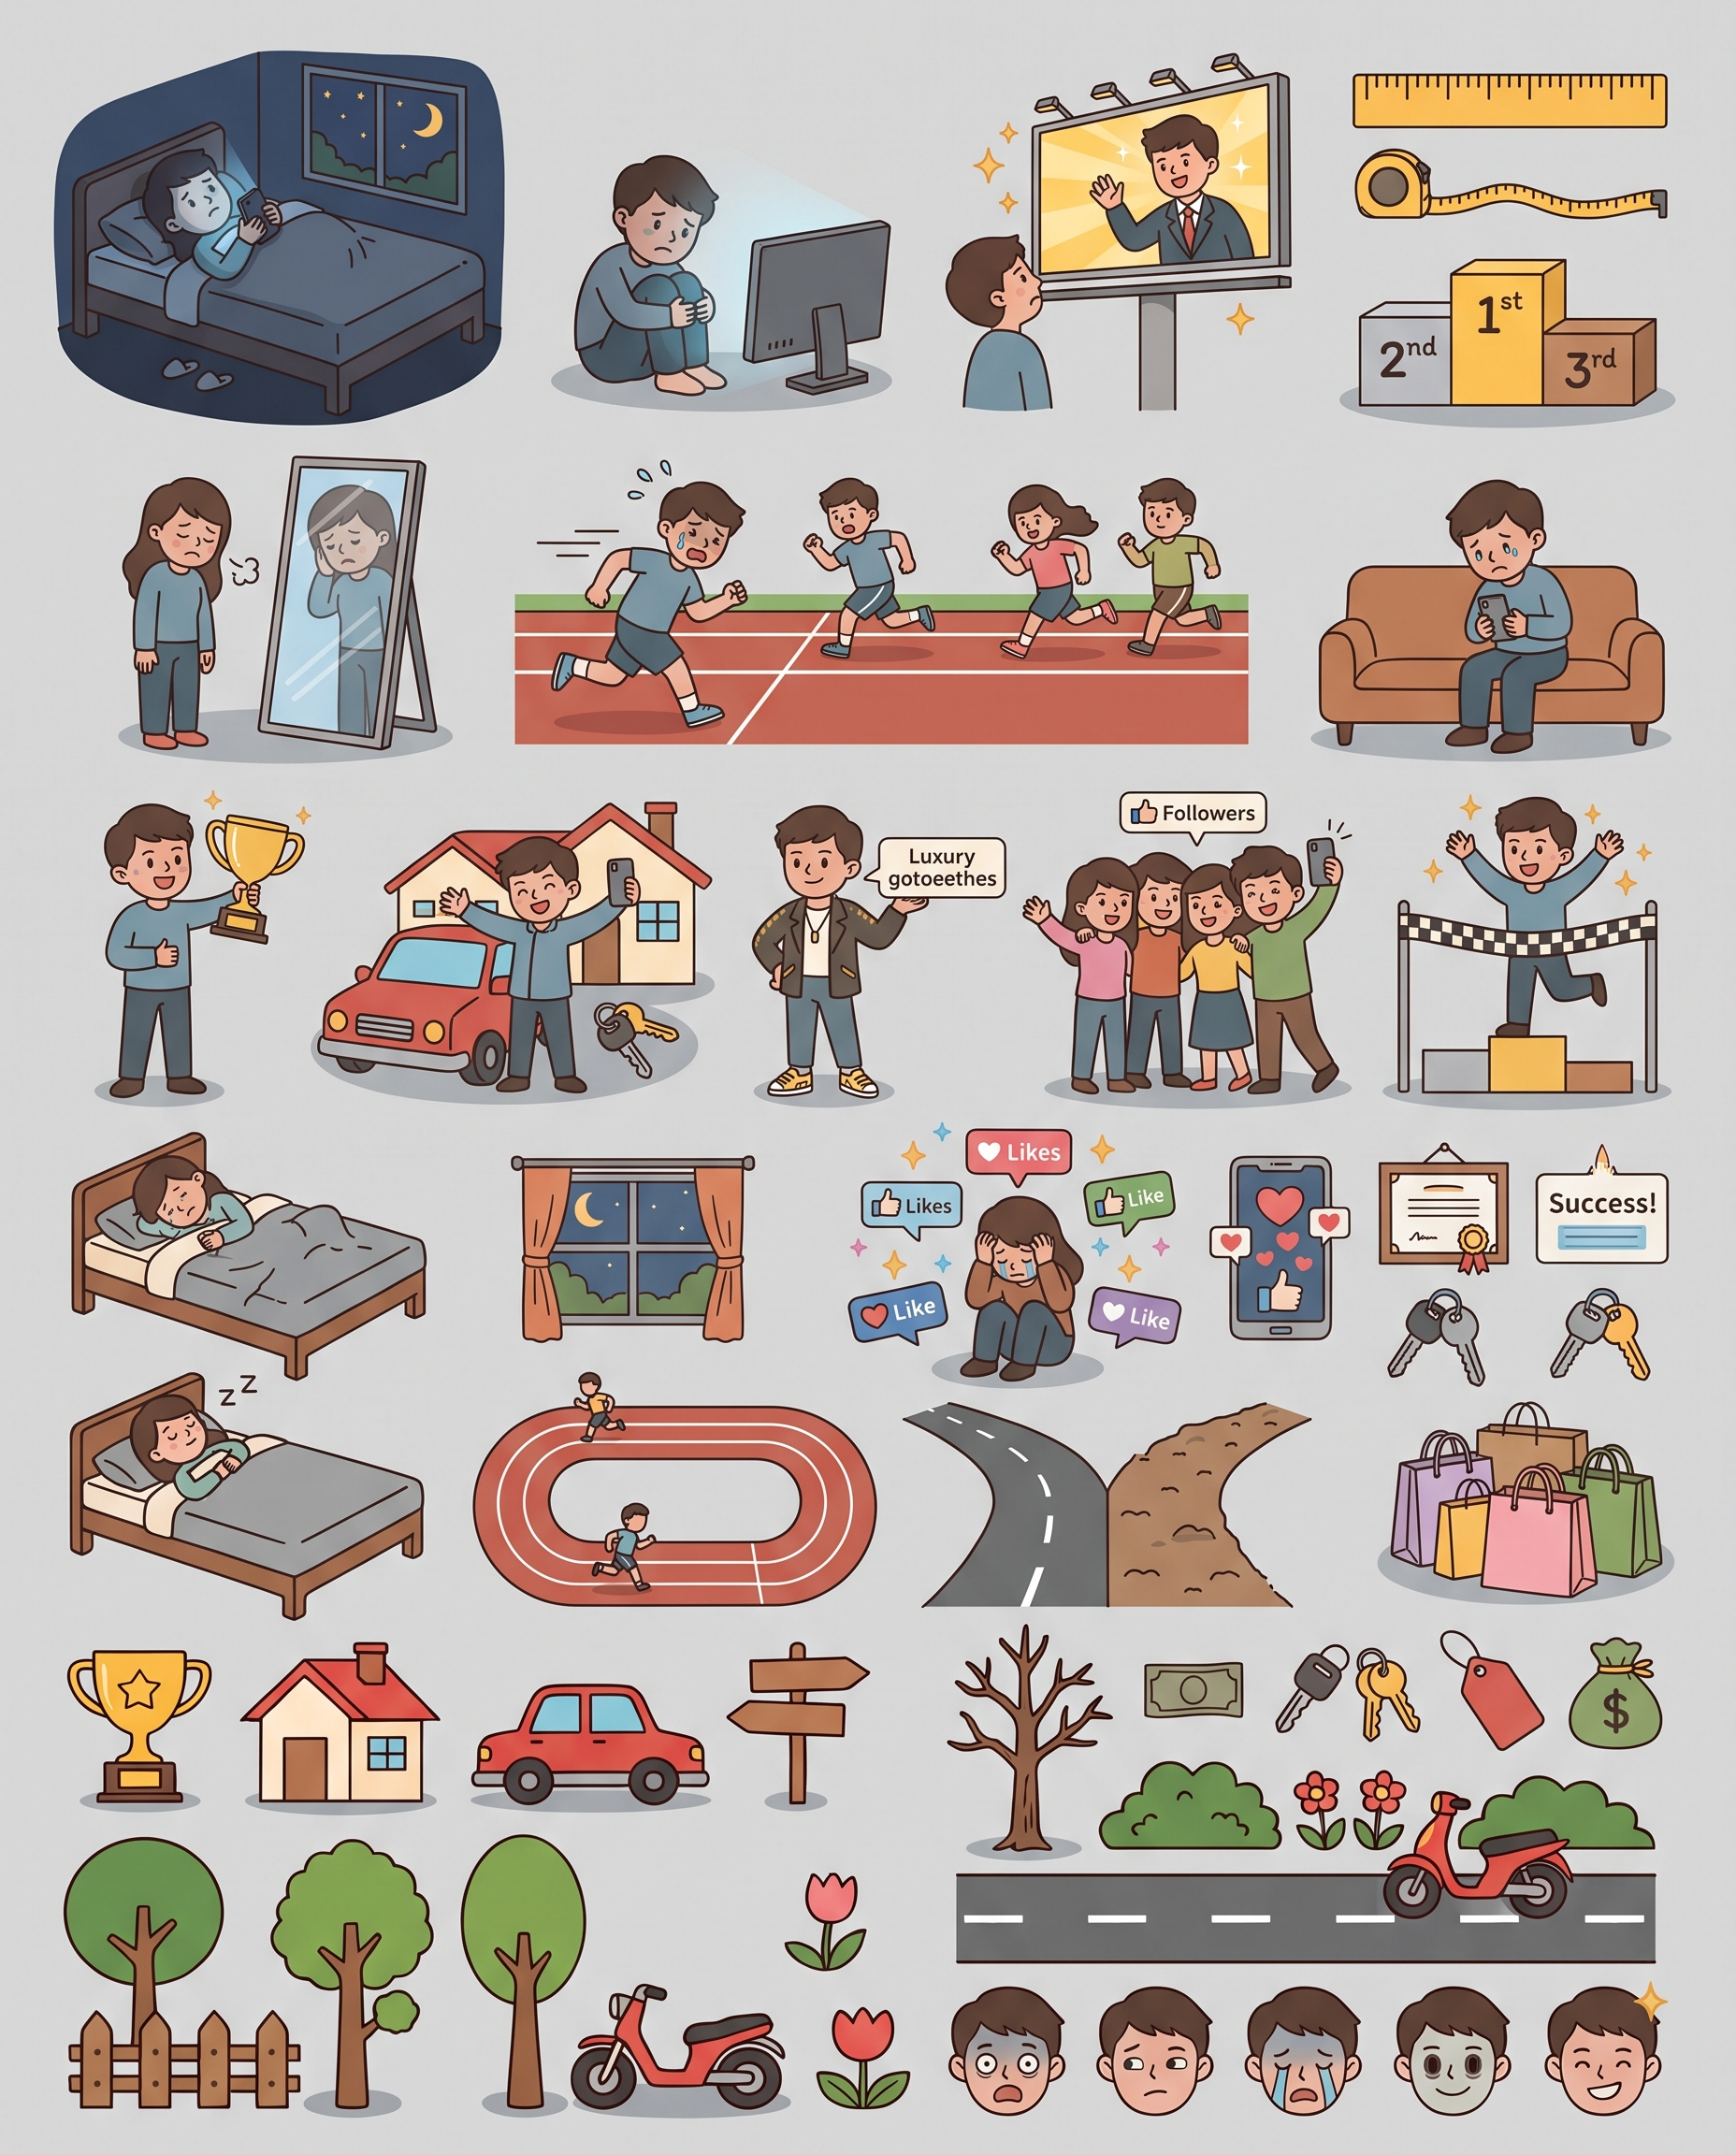 1st
2nd
3rd
Luxury
gotoeethes
Followers
Likes
Likes
Like
Like
Like
Success!
z z
$